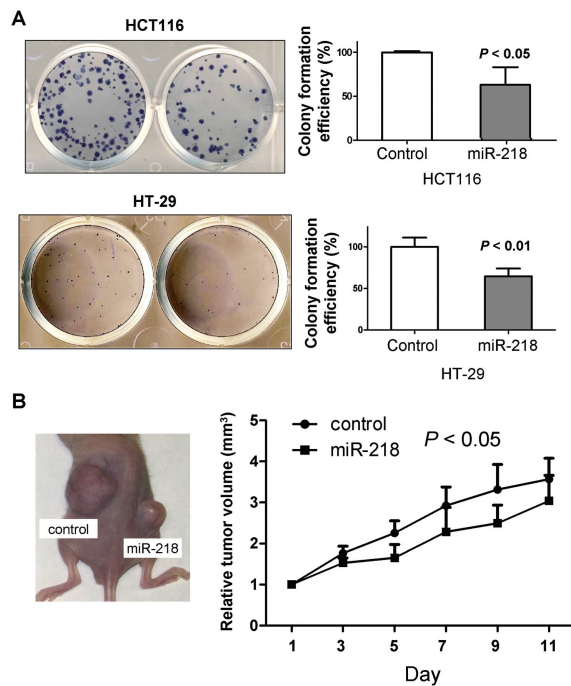 A
HCT116
Colony formation
efficiency (%)
100
50
0
P < 0.05
Control
miR-218
HCT116
HT-29
Colony formation
efficiency (%)
100
50
0
P < 0.01
Control
miR-218
HT-29
B
control
miR-218
Relative tumor volume (mm³)
5
4
3
2
1
0
control
miR-218
P < 0.05
1
3
5
7
9
11
Day